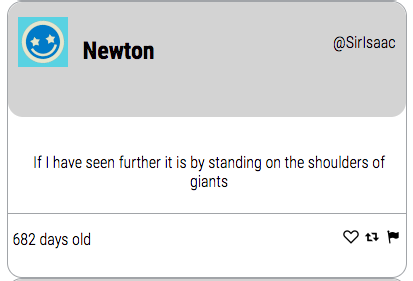 Newton
@SirIsaac
If I have seen further it is by standing on the shoulders of
giants
682 days old